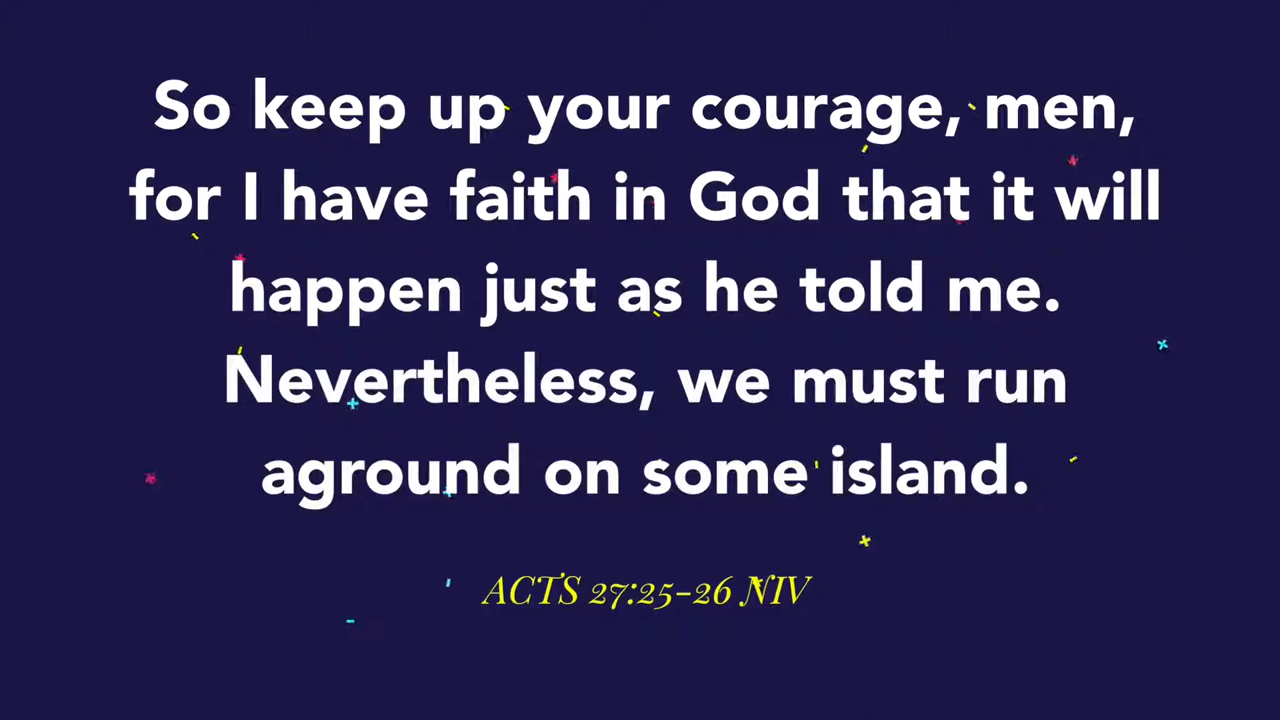 So keep up your courage, men,
for I have faith in God that it will
happen just as he told me.
Nevertheless, we must run
aground on some island.
ACTS 27:25-26 NIV